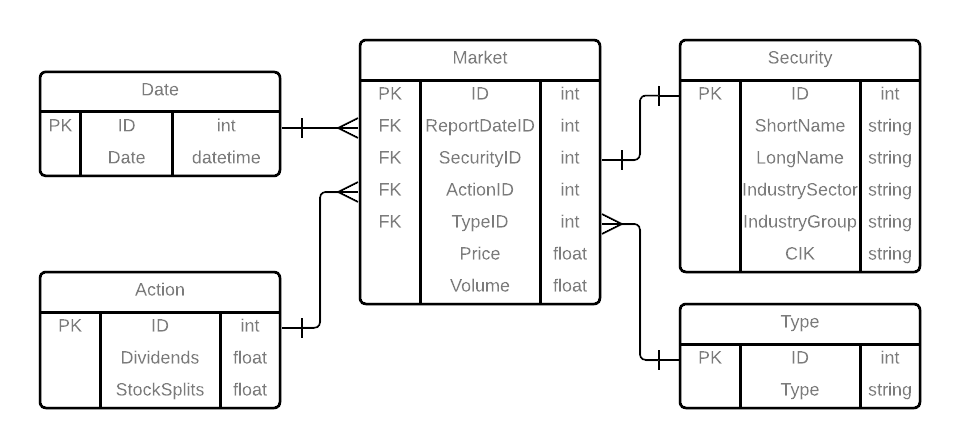 Date
PK ID int
Date datetime
Action
PK ID int
Dividends float
StockSplits float
Market
PK ID int
FK ReportDateID int
FK SecurityID int
FK ActionID int
FK TypeID int
Price float
Volume float
Security
PK ID int
ShortName string
LongName string
IndustrySector string
IndustryGroup string
CIK string
Type
PK ID int
Type string